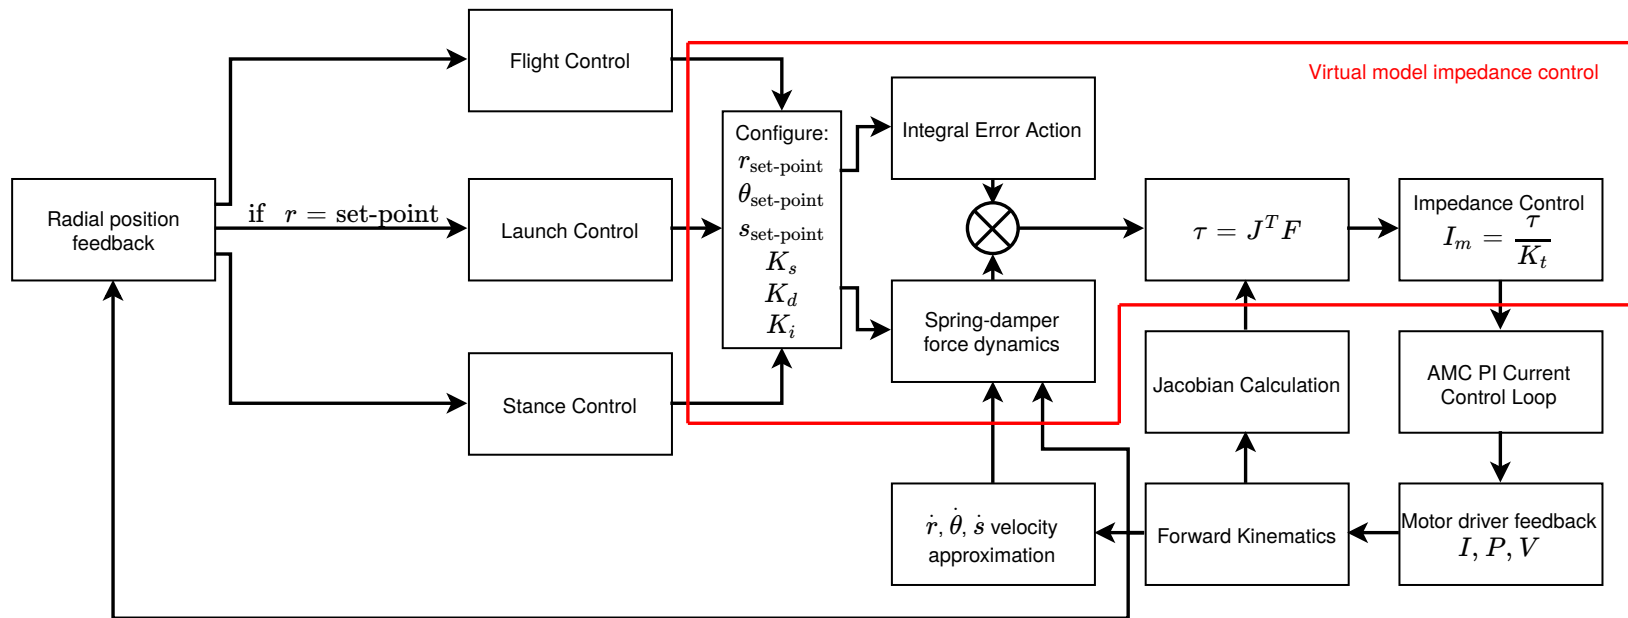 Flight Control
Virtual model impedance control
Configure:
r_set-point
θ_set-point
s_set-point
K_s
K_d
K_i
Integral Error Action
Radial position
feedback
if r = set-point
Launch Control
τ = J^T F
Impedance Control
I_m = τ / K_t
Spring-damper
force dynamics
Stance Control
Jacobian Calculation
AMC PI Current
Control Loop
ṙ, θ̇, ṡ velocity
approximation
Forward Kinematics
Motor driver feedback
I, P, V